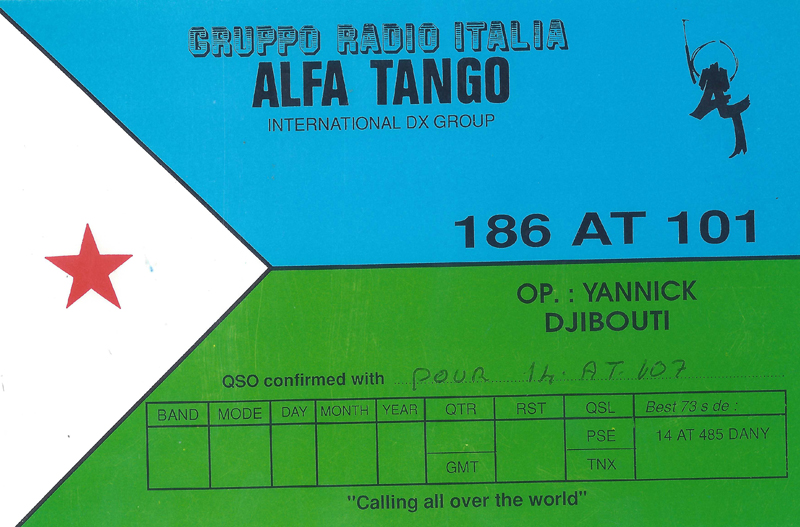 GRUPPO RADIO ITALIA
ALFA TANGO
INTERNATIONAL DX GROUP
AT
186 AT 101
OP. : YANNICK
DJIBOUTI
QSO confirmed with POUR 14. AT. 107
BAND MODE DAY MONTH YEAR QTR RST QSL Best 73 s de :
PSE 14 AT 485 DANY
GMT TNX
"Calling all over the world"